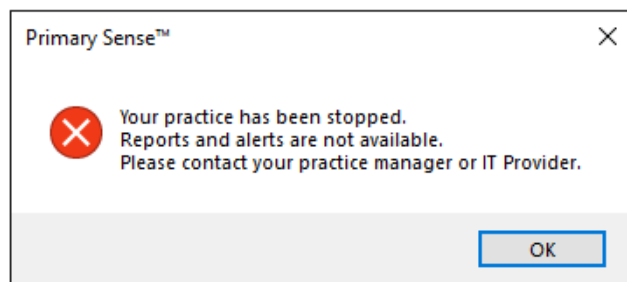 Primary Sense™
Your practice has been stopped.
Reports and alerts are not available.
Please contact your practice manager or IT Provider.
OK